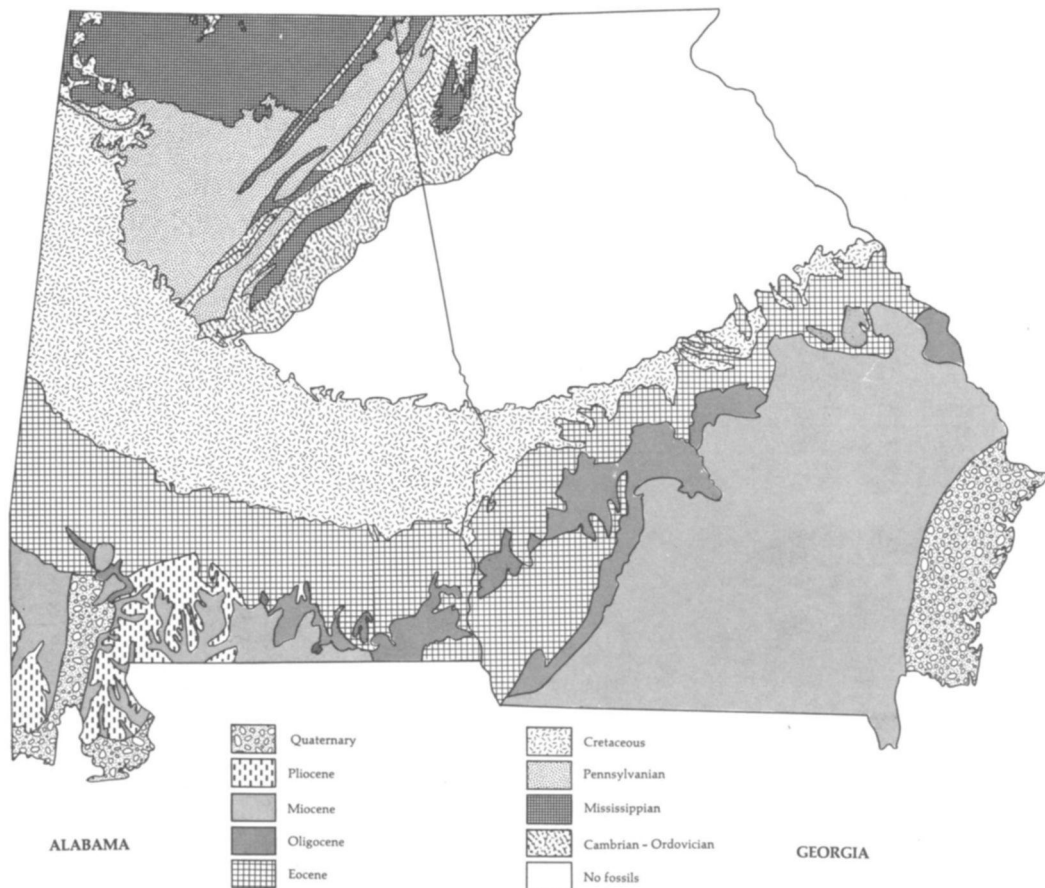 Quaternary
Pliocene
Miocene
Oligocene
Eocene
Cretaceous
Pennsylvanian
Mississippian
Cambrian - Ordovician
No fossils
ALABAMA
GEORGIA